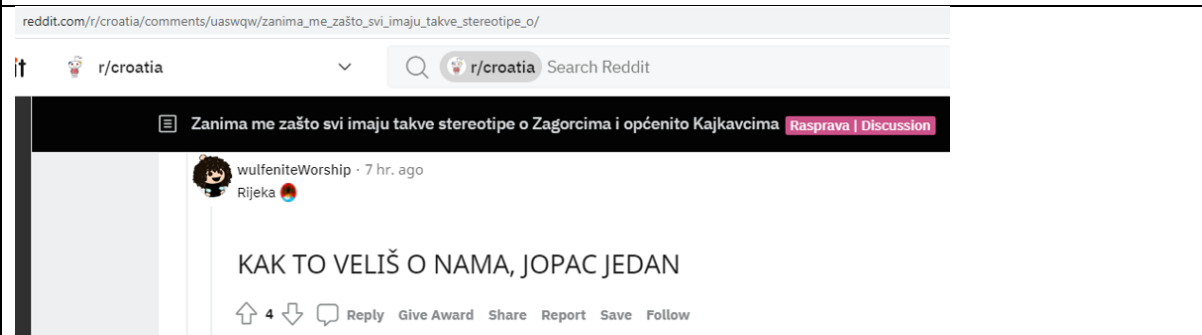 reddit.com/r/croatia/comments/uaswqw/zanima_me_zašto_svi_imaju_takve_stereotipe_o/
it r/croatia r/croatia Search Reddit
Zanima me zašto svi imaju takve stereotipe o Zagorcima i općenito Kajkavcima Rasprava | Discussion
wulfeniteWorship · 7 hr. ago
Rijeka
KAK TO VELIŠ O NAMA, JOPAC JEDAN
4 Reply Give Award Share Report Save Follow